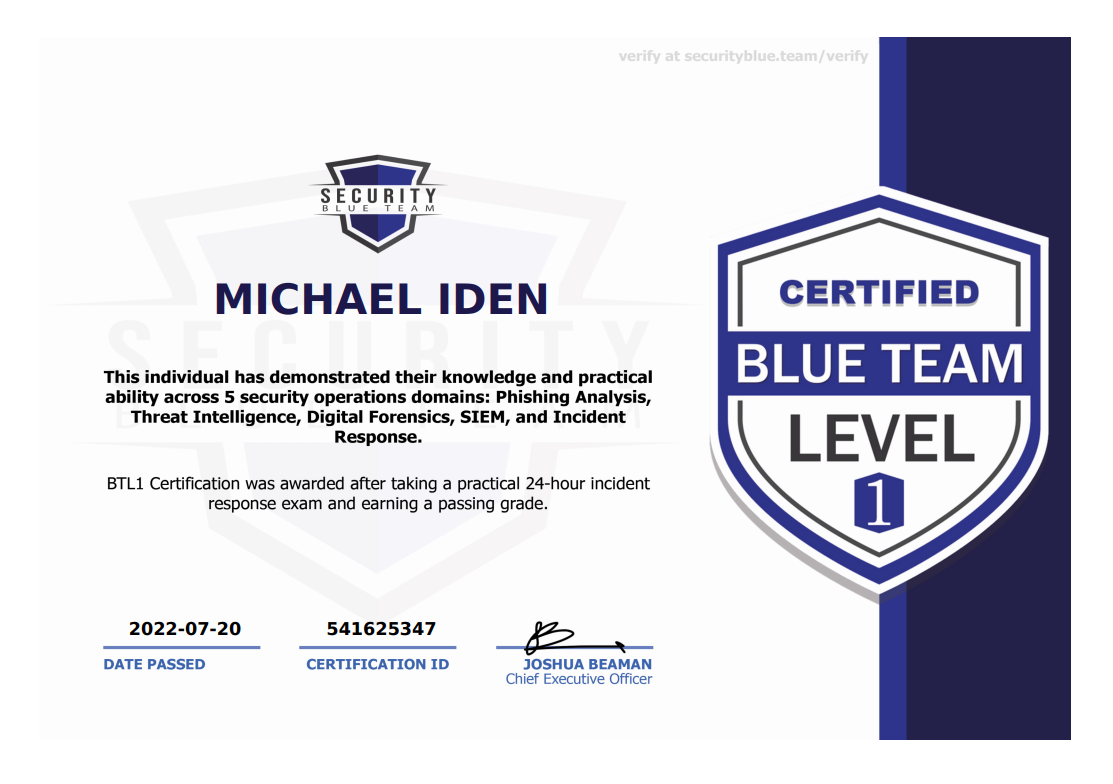 verify at securityblue.team/verify
SECURITY
BLUE TEAM
MICHAEL IDEN
This individual has demonstrated their knowledge and practical
ability across 5 security operations domains: Phishing Analysis,
Threat Intelligence, Digital Forensics, SIEM, and Incident
Response.
BTL1 Certification was awarded after taking a practical 24-hour incident
response exam and earning a passing grade.
2022-07-20
DATE PASSED
541625347
CERTIFICATION ID
JOSHUA BEAMAN
Chief Executive Officer
CERTIFIED
BLUE TEAM
LEVEL
1
SECURITY
BLUE TEAM